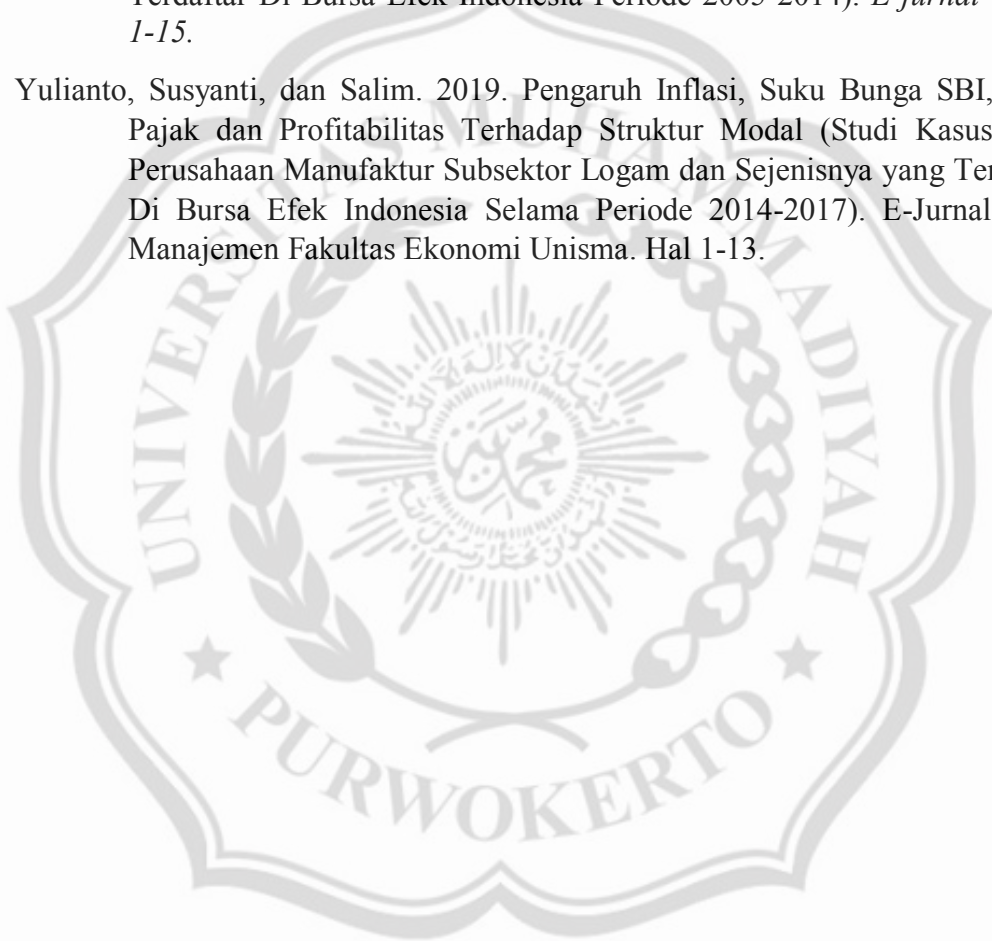 Terdaftar Di Bursa Efek Indonesia Periode 2005-2014). E-jurnal
1-15.
Yulianto, Susyanti, dan Salim. 2019. Pengaruh Inflasi, Suku Bunga SBI,
Pajak dan Profitabilitas Terhadap Struktur Modal (Studi Kasus
Perusahaan Manufaktur Subsektor Logam dan Sejenisnya yang Ter
Di Bursa Efek Indonesia Selama Periode 2014-2017). E-Jurnal
Manajemen Fakultas Ekonomi Unisma. Hal 1-13.
UNIVERSITAS MUHAMMADIYAH
PURWOKERTO